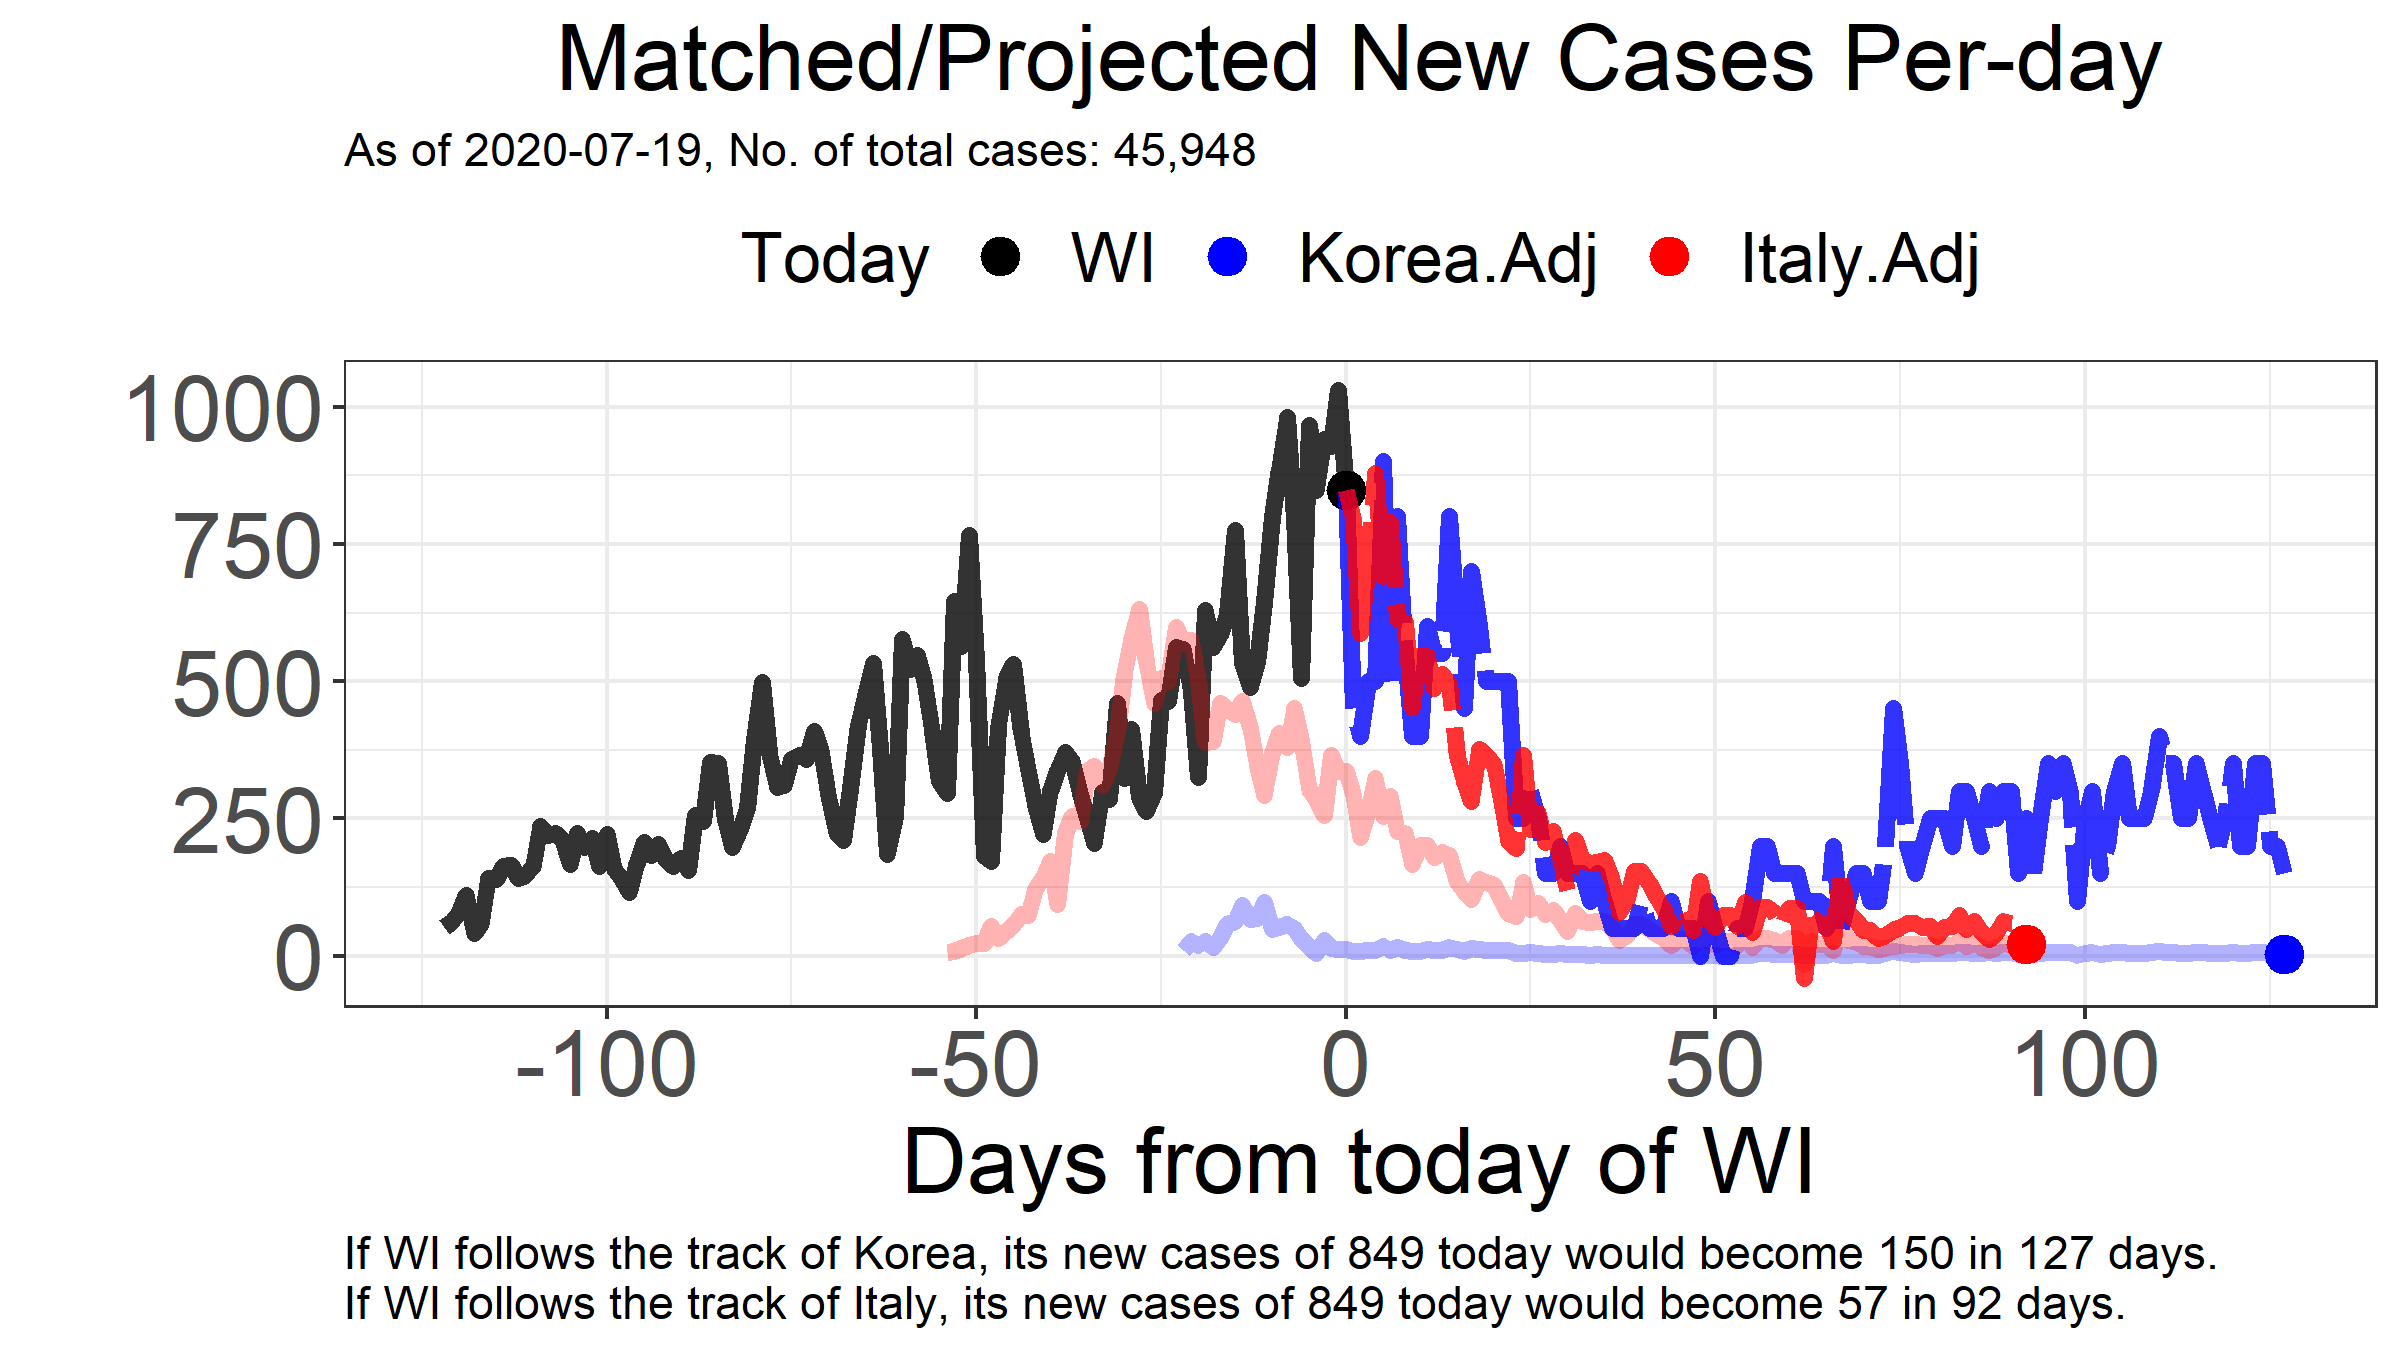 Matched/Projected New Cases Per-day
As of 2020-07-19, No. of total cases: 45,948
Today WI Korea.Adj Italy.Adj
1000
750
500
250
0
-100 -50 0 50 100
Days from today of WI
If WI follows the track of Korea, its new cases of 849 today would become 150 in 127 days.
If WI follows the track of Italy, its new cases of 849 today would become 57 in 92 days.